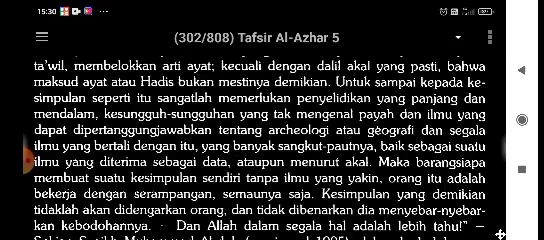 15:30
(302/808) Tafsir Al-Azhar 5
ta'wil, membelokkan arti ayat; kecuali dengan dalil akal yang pasti, bahwa
maksud ayat atau Hadis bukan mestinya demikian. Untuk sampai kepada ke-
simpulan seperti itu sangatlah memerlukan penyelidikan yang panjang dan
mendalam, kesungguh-sungguhan yang tak mengenal payah dan ilmu yang
dapat dipertanggungjawabkan tentang archeologi atau geografi dan segala
ilmu yang bertali dengan itu, yang banyak sangkut-pautnya, baik sebagai suatu
ilmu yang diterima sebagai data, ataupun menurut akal. Maka barangsiapa
membuat suatu kesimpulan sendiri tanpa ilmu yang yakin, orang itu adalah
bekerja dengan serampangan, semaunya saja. Kesimpulan yang demikian
tidaklah akan didengarkan orang, dan tidak dibenarkan dia menyebar-nyebar-
kan kebodohannya. - Dan Allah dalam segala hal adalah lebih tahu!" —